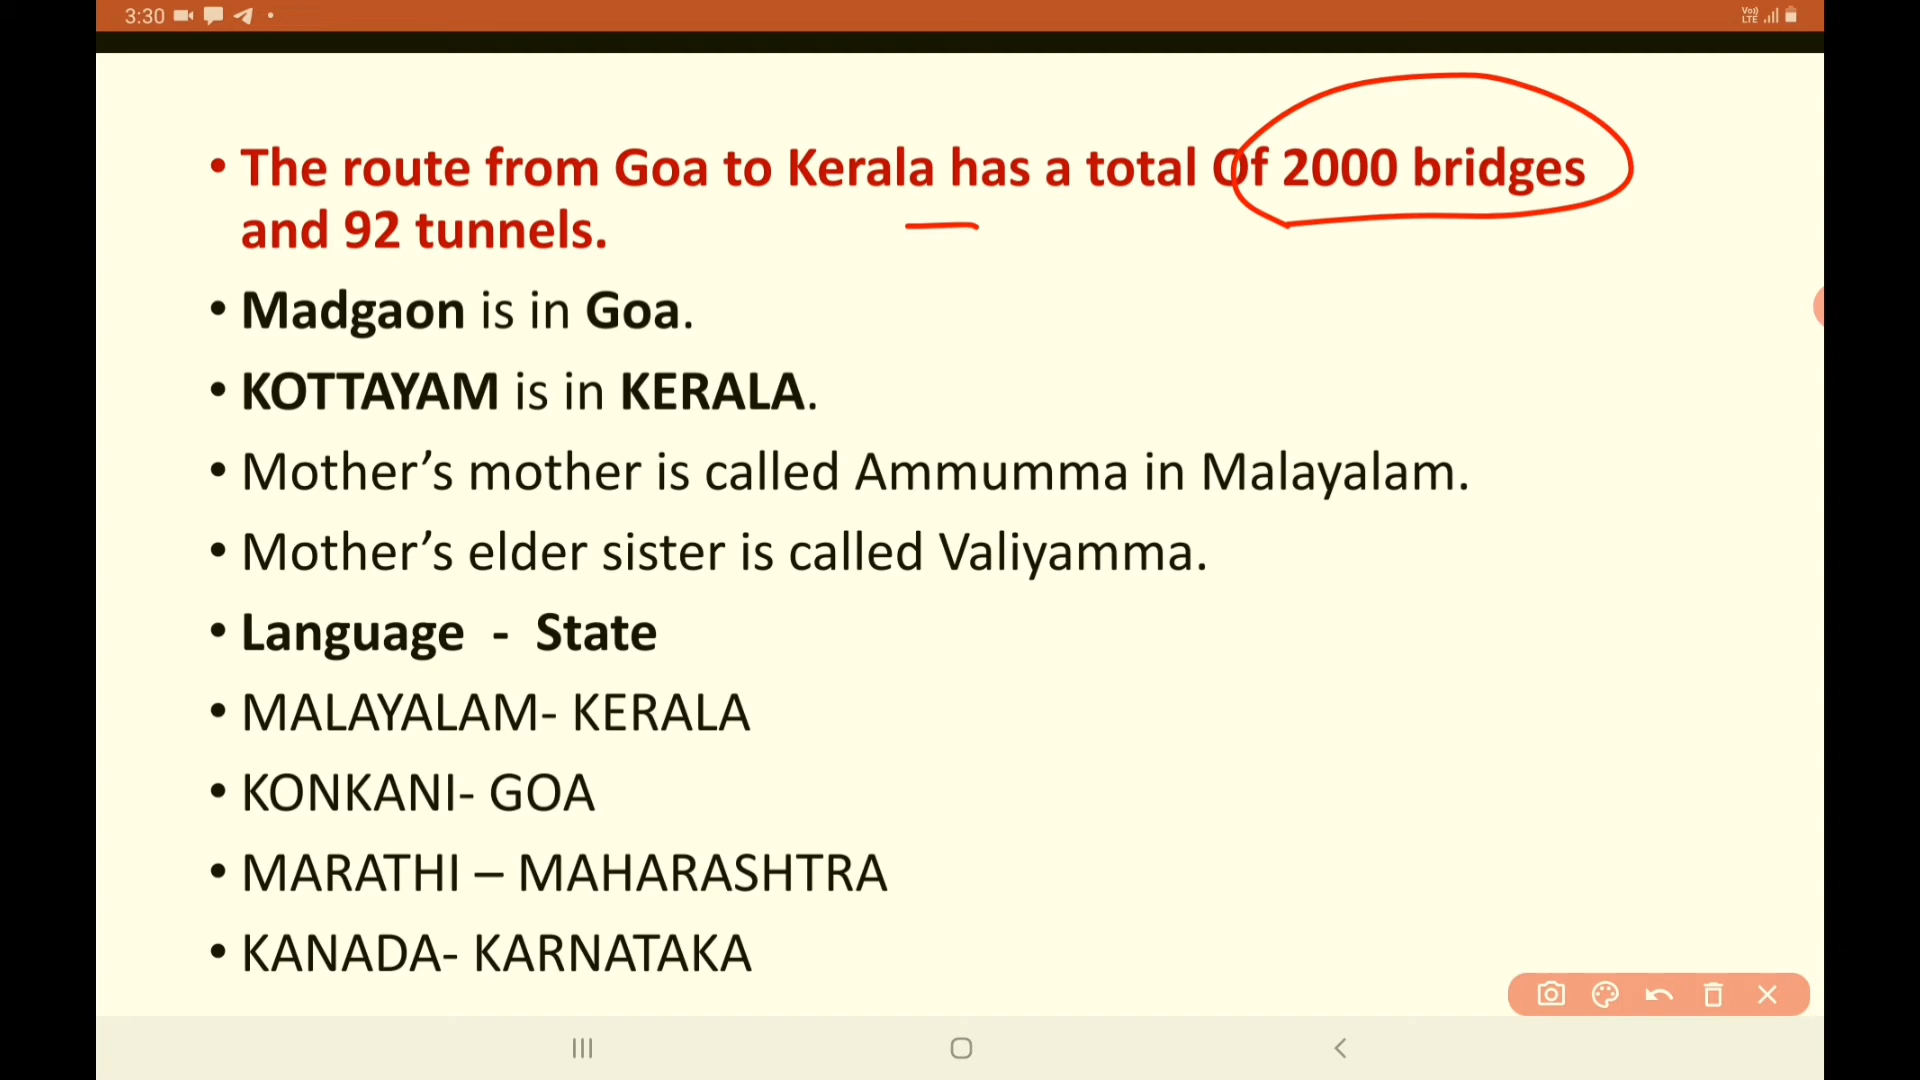 3:30
Vo)) LTE
• The route from Goa to Kerala has a total Of 2000 bridges
and 92 tunnels.
• Madgaon is in Goa.
• KOTTAYAM is in KERALA.
• Mother’s mother is called Ammumma in Malayalam.
• Mother’s elder sister is called Valiyamma.
• Language - State
• MALAYALAM- KERALA
• KONKANI- GOA
• MARATHI – MAHARASHTRA
• KANADA- KARNATAKA